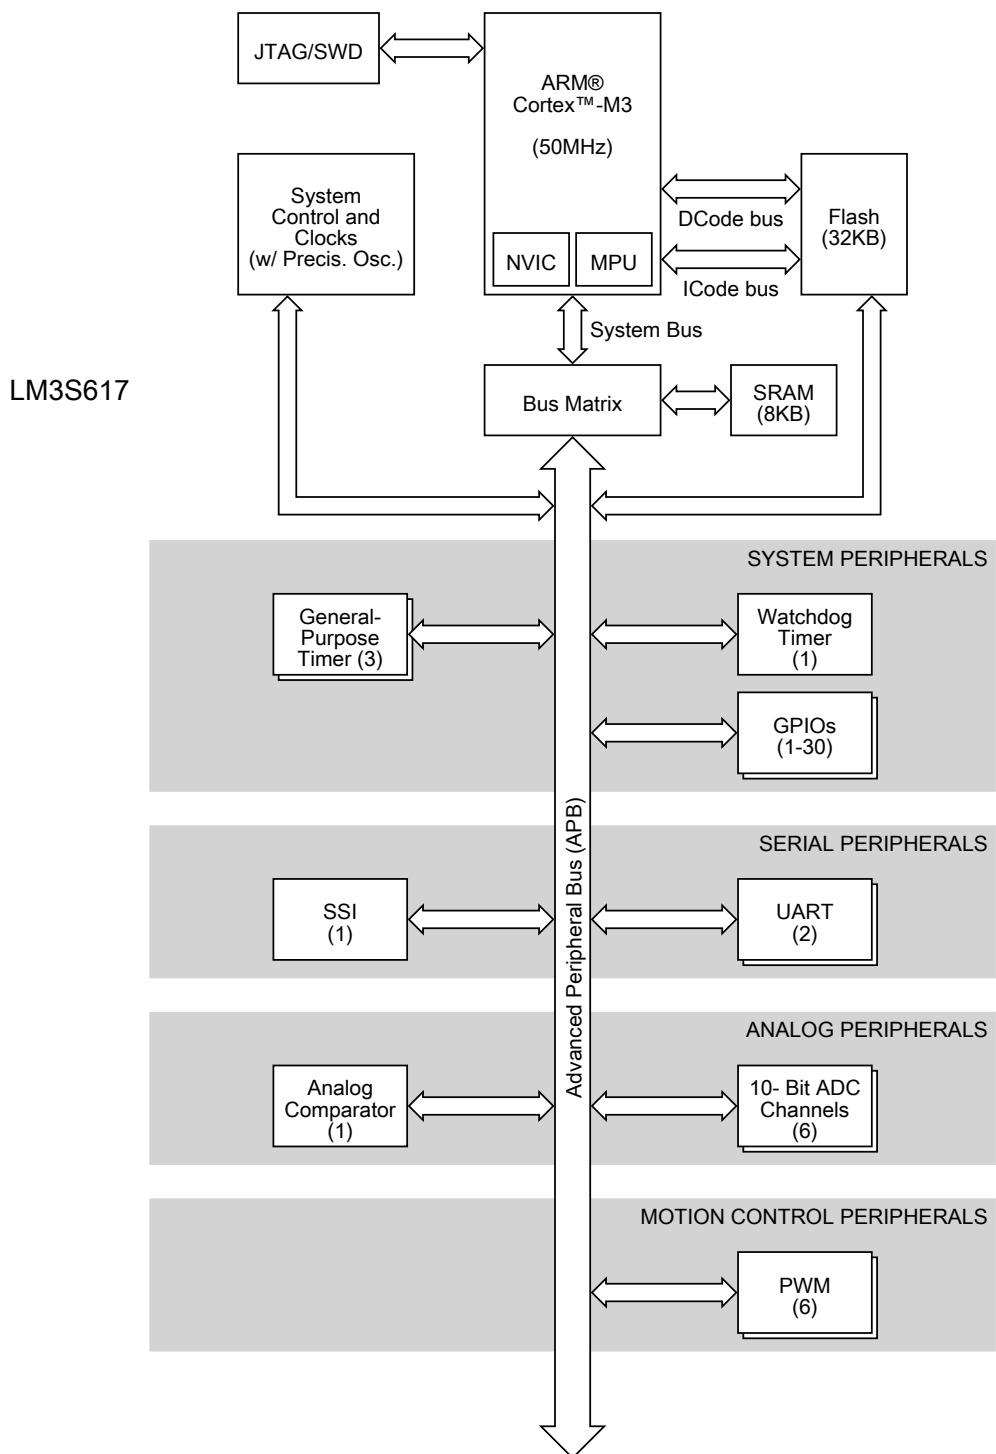 JTAG/SWD
ARM®
Cortex™-M3
(50MHz)
System
Control and
Clocks
(w/ Precis. Osc.)
DCode bus
Flash
(32KB)
NVIC
MPU
ICode bus
System Bus
LM3S617
Bus Matrix
SRAM
(8KB)
SYSTEM PERIPHERALS
General-
Purpose
Timer (3)
Watchdog
Timer
(1)
GPIOs
(1-30)
Advanced Peripheral Bus (APB)
SERIAL PERIPHERALS
SSI
(1)
UART
(2)
ANALOG PERIPHERALS
Analog
Comparator
(1)
10- Bit ADC
Channels
(6)
MOTION CONTROL PERIPHERALS
PWM
(6)